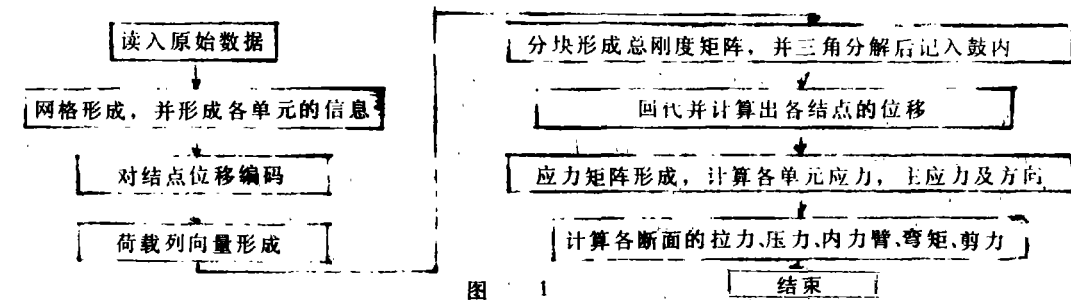 读入原始数据
网格形成，并形成各单元的信息
对结点位移编码
荷载列向量形成
分块形成总刚度矩阵，并三角分解后记入鼓内
回代并计算出各结点的位移
应力矩阵形成，计算各单元应力，主应力及方向
计算各断面的拉力、压力、内力臂、弯矩、剪力
结束
图 1